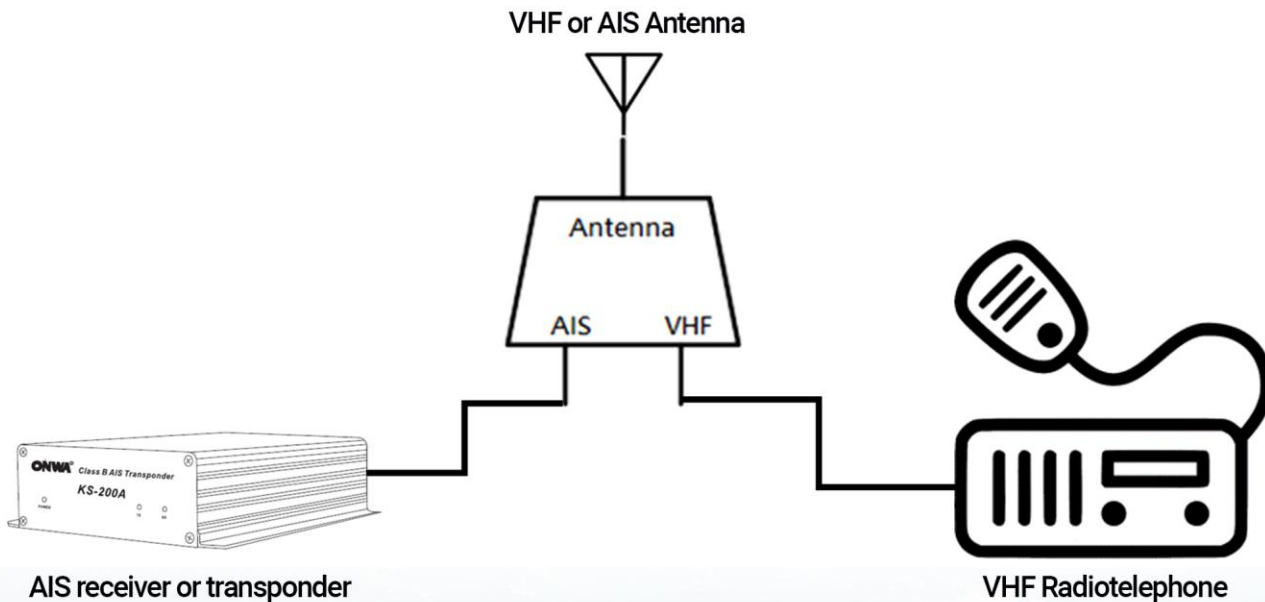 VHF or AIS Antenna
Antenna
AIS VHF
ONWA® Class B AIS Transponder
KS-200A
POWER
AIS receiver or transponder
VHF Radiotelephone